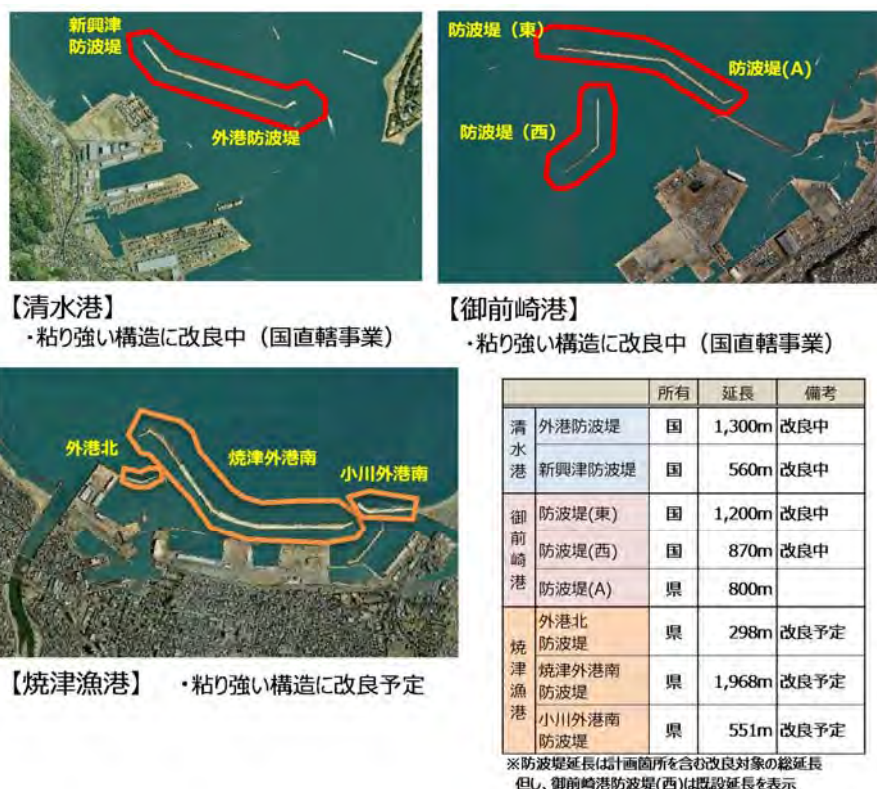 新興津
防波堤
外港防波堤
防波堤（東）
防波堤(A)
防波堤（西）
【清水港】
・粘り強い構造に改良中（国直轄事業）
【御前崎港】
・粘り強い構造に改良中（国直轄事業）
外港北
焼津外港南
小川外港南
【焼津漁港】 ・粘り強い構造に改良予定
所有 延長 備考
清水港
外港防波堤 国 1,300m 改良中
新興津防波堤 国 560m 改良中
御前崎港
防波堤(東) 国 1,200m 改良中
防波堤(西) 国 870m 改良中
防波堤(A) 県 800m
焼津漁港
外港北
防波堤 県 298m 改良予定
焼津外港南
防波堤 県 1,968m 改良予定
小川外港南
防波堤 県 551m 改良予定
※防波堤延長は計画箇所を含む改良対象の総延長
但し、御前崎港防波堤(西)は既設延長を表示